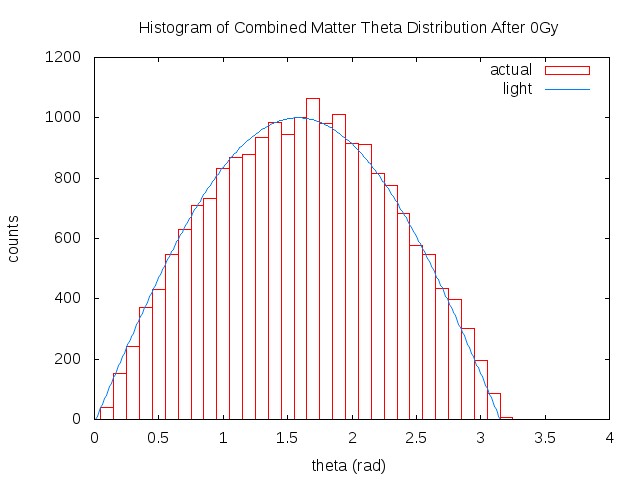 Histogram of Combined Matter Theta Distribution After 0Gy
1200
1000
800
600
400
200
0
counts
actual
light
0 0.5 1 1.5 2 2.5 3 3.5 4
theta (rad)